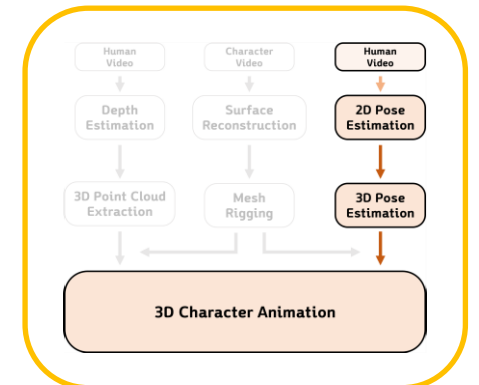 Human
Video
Character
Video
Human
Video
Depth
Estimation
Surface
Reconstruction
2D Pose
Estimation
3D Point Cloud
Extraction
Mesh
Rigging
3D Pose
Estimation
3D Character Animation